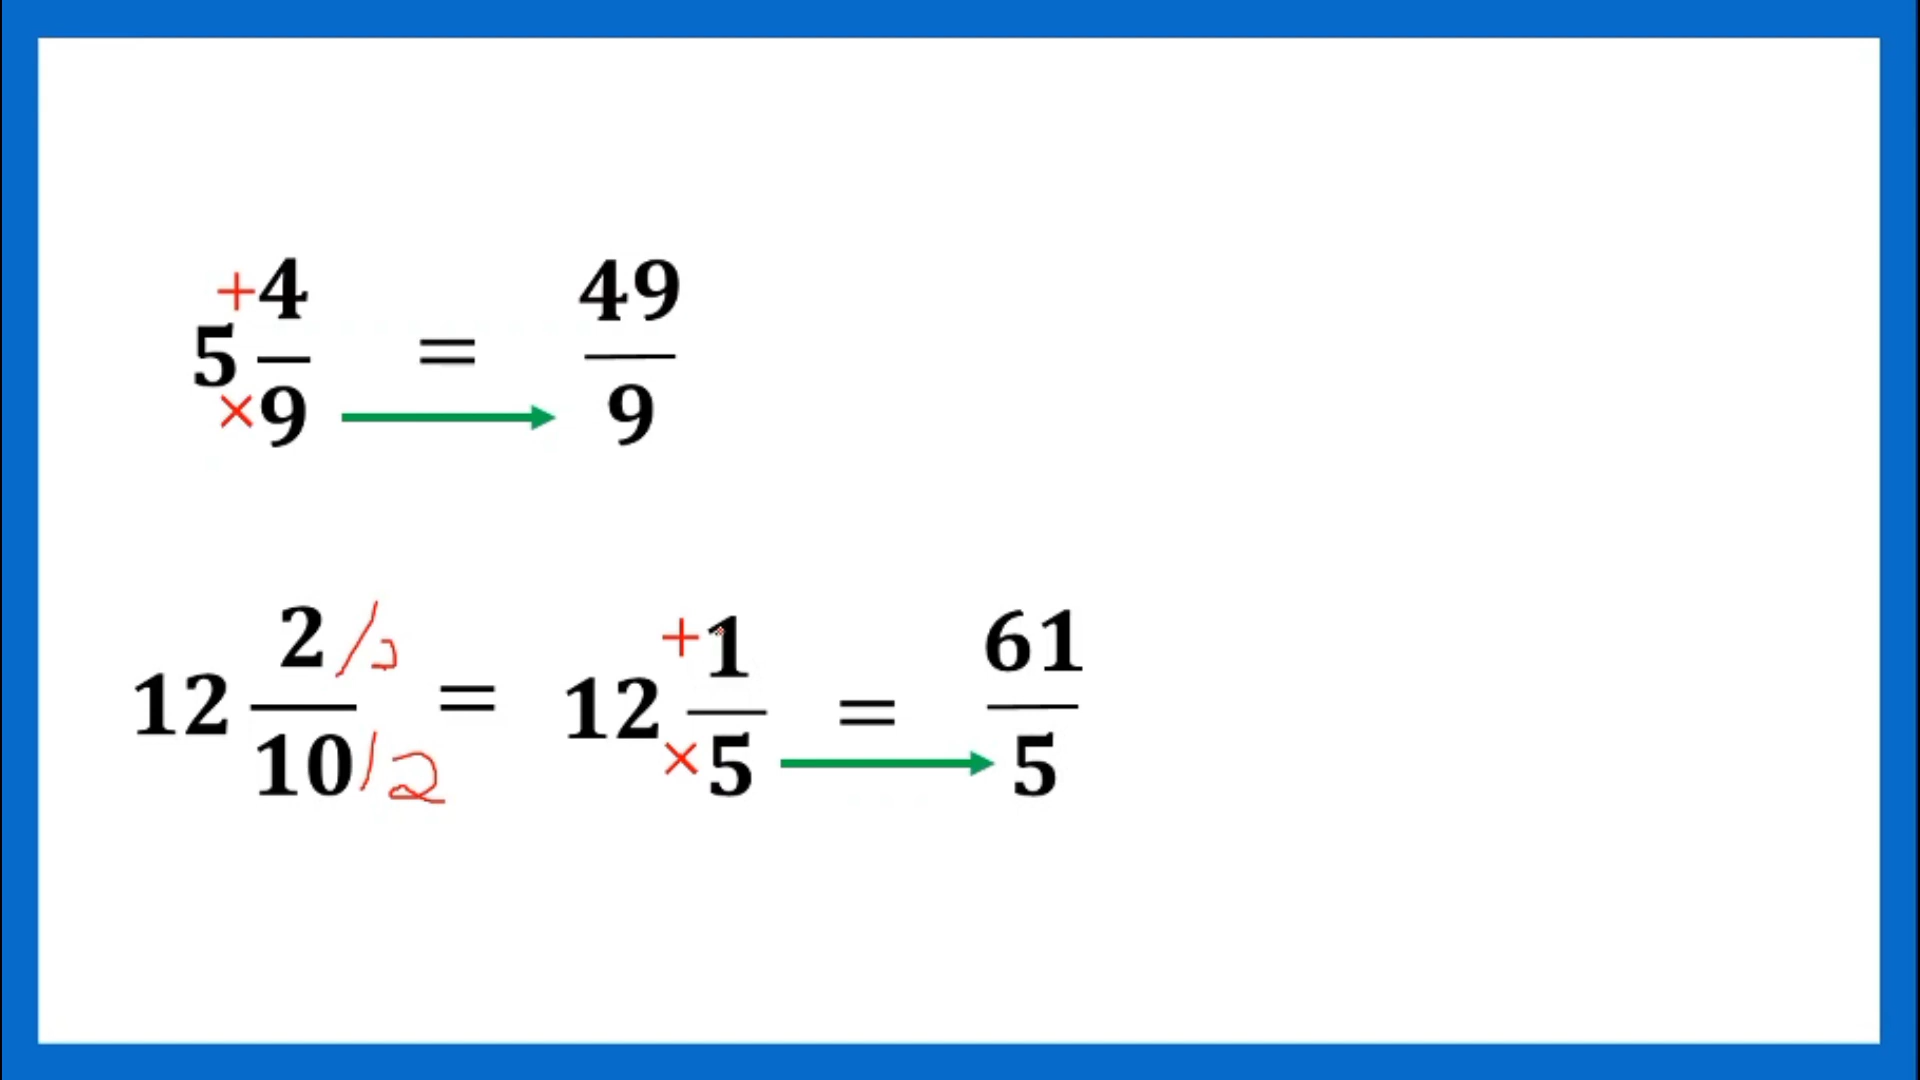 5 +4/×9 = 49/9
12 2/10 /2 /2 = 12 +1/×5 = 61/5